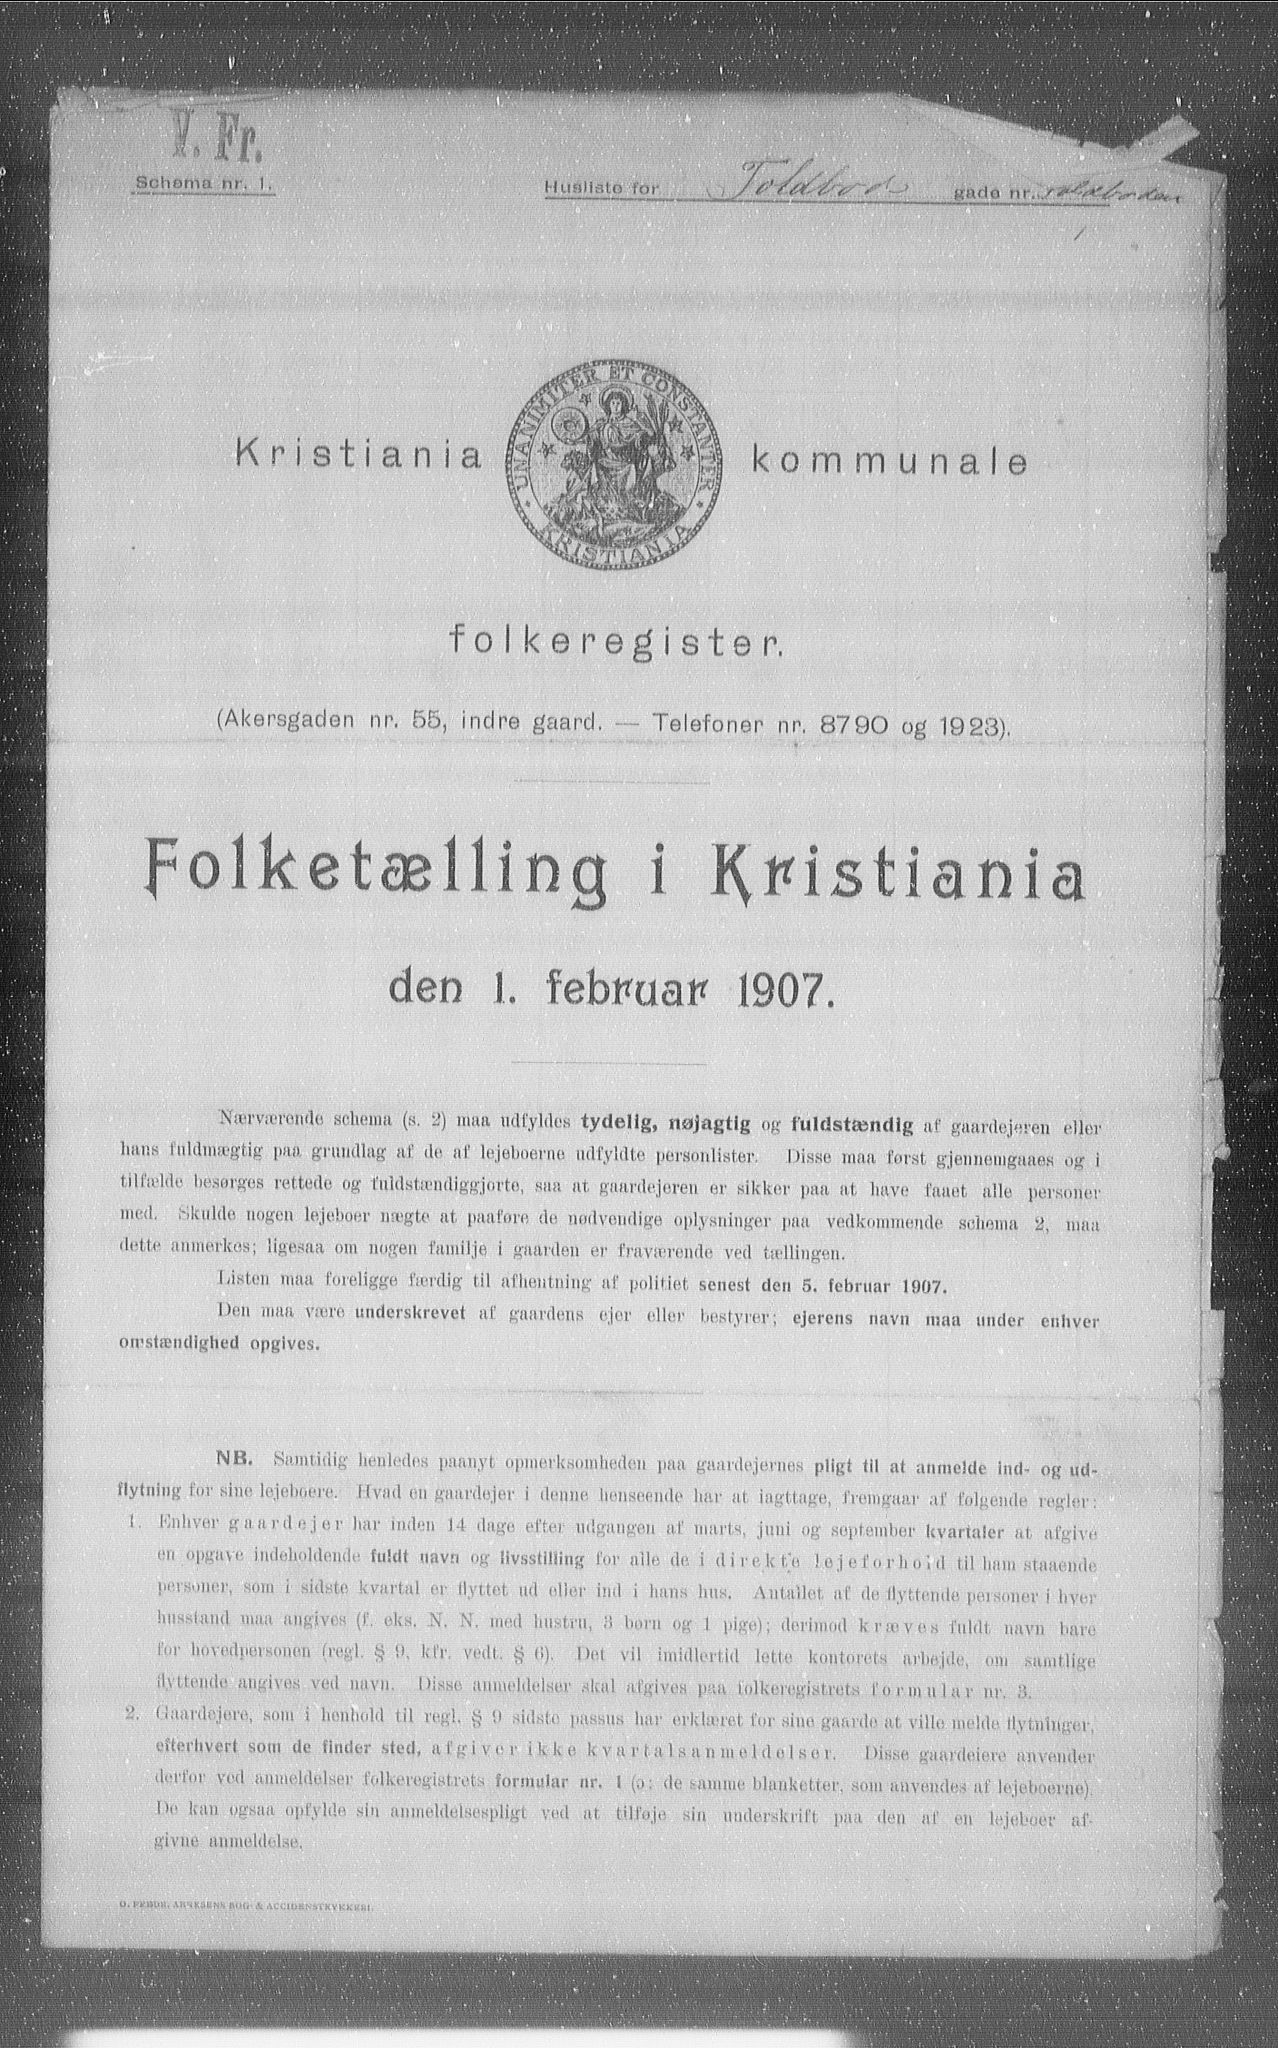 V. Fr.
Schema nr. 1.
Husliste for Toldbod gade nr. Toldboden
1
UNANIMITER ET CONSTANTER
KRISTIANIA
Kristiania kommunale
folkeregister.
(Akersgaden nr. 55, indre gaard. — Telefoner nr. 8790 og 1923).
Folketælling i Kristiania
den 1. februar 1907.
Nærværende schema (s. 2) maa udfyldes tydelig, nøjagtig og fuldstændig af gaardejeren eller
hans fuldmægtig paa grundlag af de af lejeboerne udfyldte personlister. Disse maa først gjennemgaaes og i
tilfælde besørges rettede og fuldstændiggjorte, saa at gaardejeren er sikker paa at have faaet alle personer
med. Skulde nogen lejeboer nægte at paaføre de nødvendige oplysninger paa vedkommende schema 2, maa
dette anmerkes; ligesaa om nogen familje i gaarden er fraværende ved tællingen.
Listen maa foreligge færdig til afhentning af politiet senest den 5. februar 1907.
Den maa være underskrevet af gaardens ejer eller bestyrer; ejerens navn maa under enhver
omstændighed opgives.
NB. Samtidig henledes paanyt opmerksomheden paa gaardejernes pligt til at anmelde ind- og ud-
flytning for sine lejeboere. Hvad en gaardejer i denne henseende har at iagttage, fremgaar af følgende regler:
1. Enhver gaardejer har inden 14 dage efter udgangen af marts, juni og september kvartaler at afgive
en opgave indeholdende fuldt navn og livsstilling for alle de i direkte lejeforhold til ham staaende
personer, som i sidste kvartal er flyttet ud eller ind i hans hus. Antallet af de flyttende personer i hver
husstand maa angives (f. eks. N. N. med hustru, 3 børn og 1 pige); derimod kræves fuldt navn bare
for hovedpersonen (regl. § 9, kfr. vedt. § 6). Det vil imidlertid lette kontorets arbejde, om samtlige
flyttende angives ved navn. Disse anmeldelser skal afgives paa folkeregistrets formular nr. 3.
2. Gaardejere, som i henhold til regl. § 9 sidste passus har erklæret for sine gaarde at ville melde flytninger,
efterhvert som de finder sted, afgiver ikke kvartalsanmeldelser. Disse gaardeiere anvender
derfor ved anmeldelser folkeregistrets formular nr. 1 (ɔ: de samme blanketter, som anvendes af lejeboerne).
De kan ogsaa opfylde sin anmeldelsespligt ved at tilføje sin underskrift paa den af en lejeboer af-
givne anmeldelse.
O. FREDR. ARNESENS BOG- & ACCIDENSTRYKKERI.